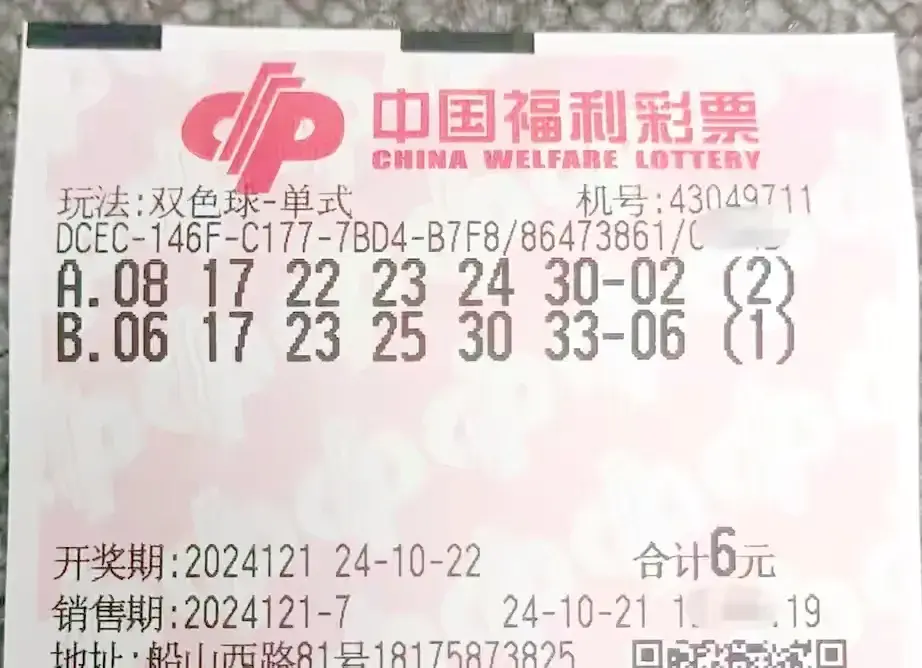 中国福利彩票
CHINA WELFARE LOTTERY
玩法:双色球-单式 机号:43049711
DCEC-146F-C177-7BD4-B7F8/86473861/
A.08 17 22 23 24 30-02 (2)
B.06 17 23 25 30 33-06 (1)
开奖期:2024121 24-10-22 合计6元
销售期:2024121-7 24-10-21 19
地址:船山西路81号18175873825